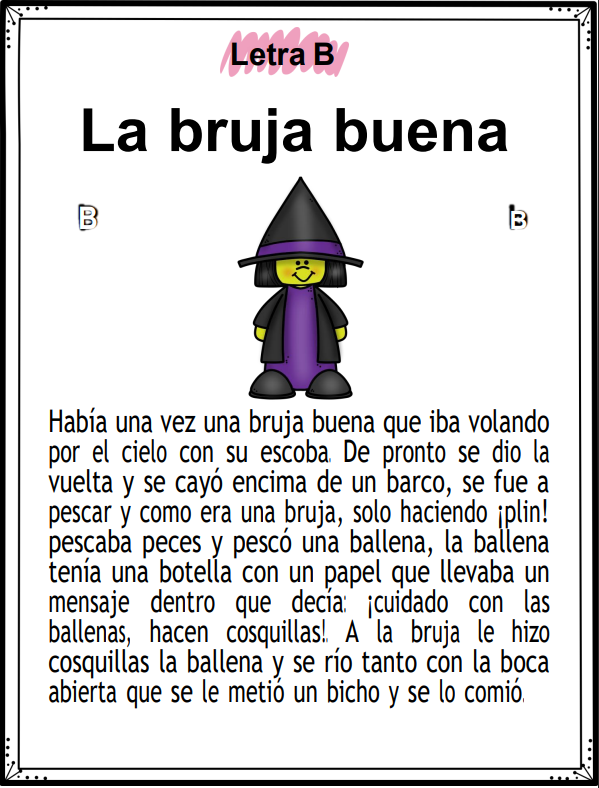 Letra B
La bruja buena
B B
Había una vez una bruja buena que iba volando
por el cielo con su escoba. De pronto se dio la
vuelta y se cayó encima de un barco, se fue a
pescar y como era una bruja, solo haciendo ¡plin!
pescaba peces y pescó una ballena, la ballena
tenía una botella con un papel que llevaba un
mensaje dentro que decía: ¡cuidado con las
ballenas, hacen cosquillas!. A la bruja le hizo
cosquillas la ballena y se río tanto con la boca
abierta que se le metió un bicho y se lo comió.